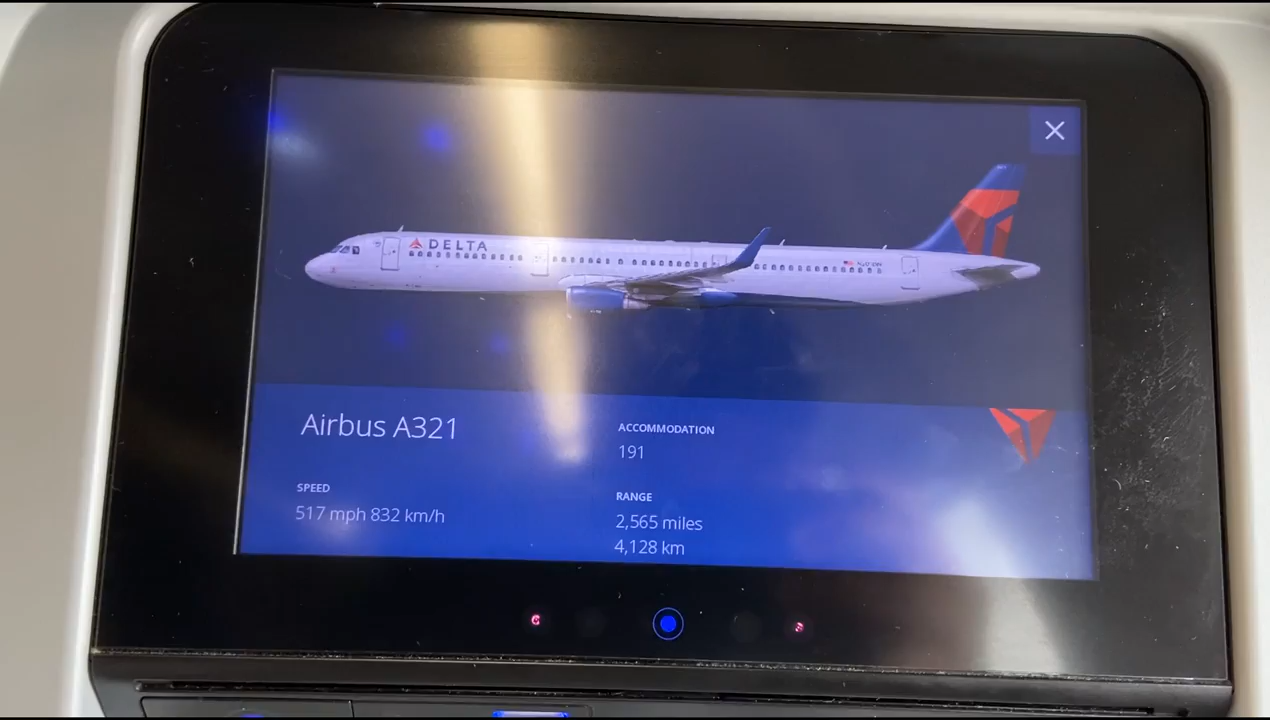 DELTA
Airbus A321
ACCOMMODATION
191
SPEED
517 mph 832 km/h
RANGE
2,565 miles
4,128 km